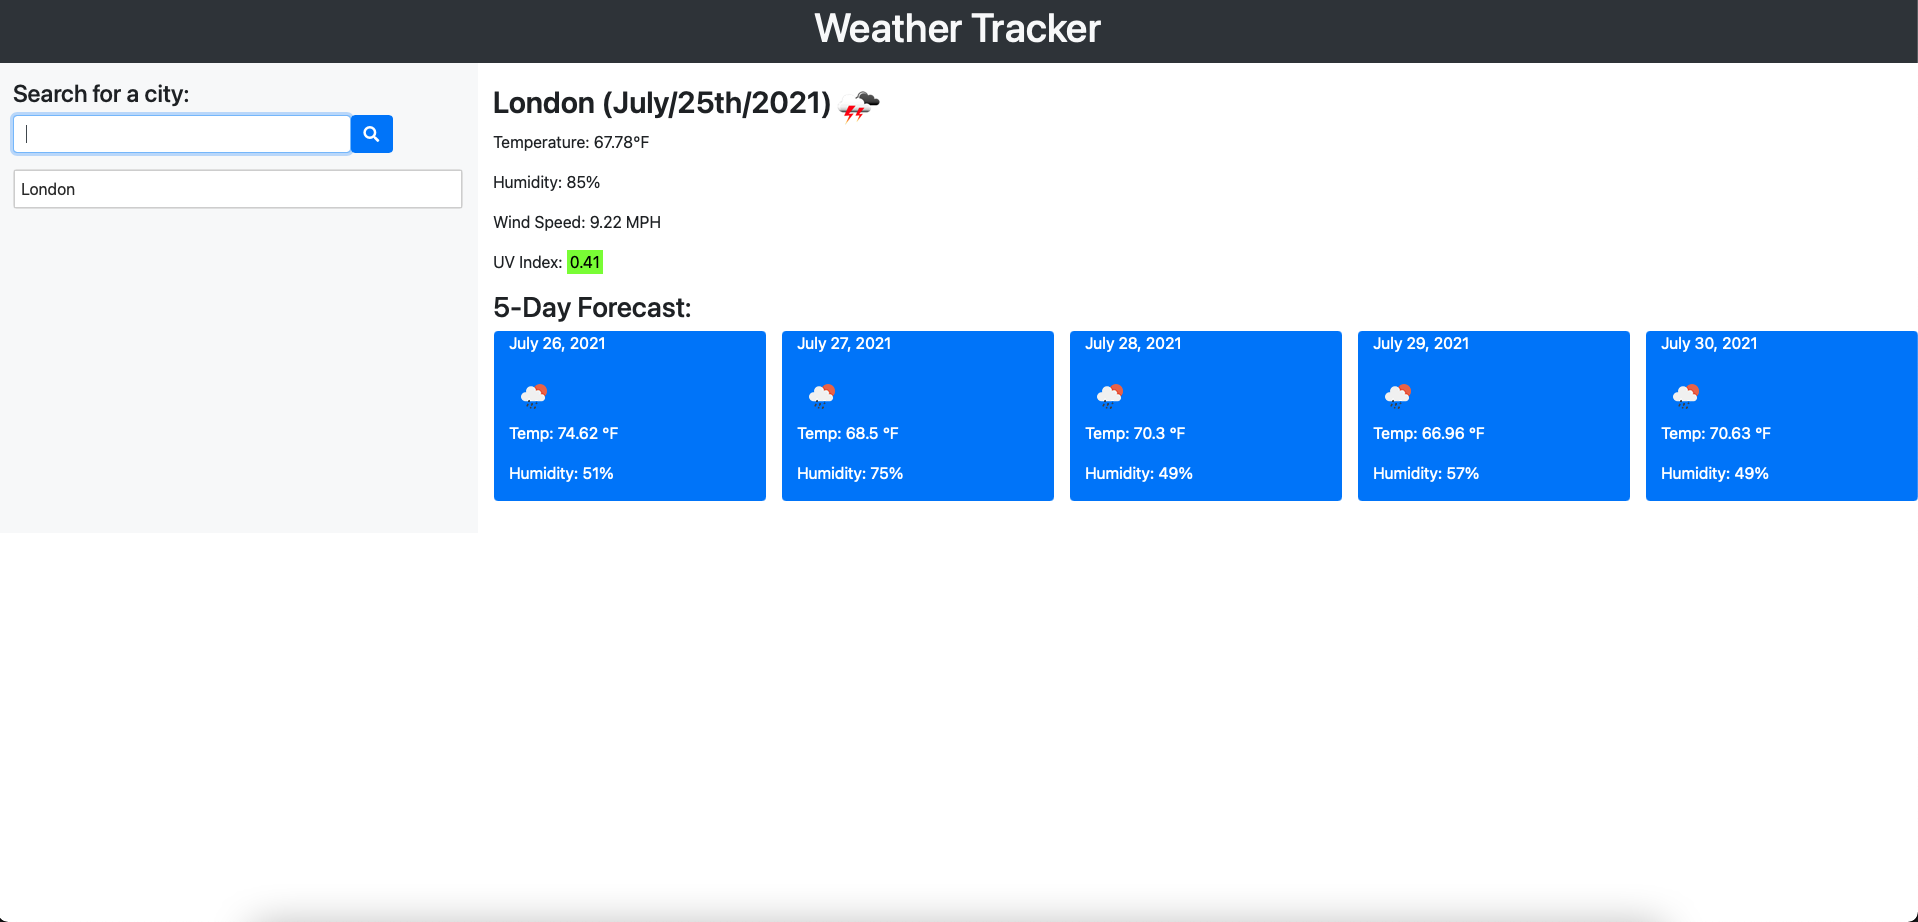 Weather Tracker
Search for a city:
London
London (July/25th/2021)
Temperature: 67.78°F
Humidity: 85%
Wind Speed: 9.22 MPH
UV Index: 0.41
5-Day Forecast:
July 26, 2021
Temp: 74.62 °F
Humidity: 51%
July 27, 2021
Temp: 68.5 °F
Humidity: 75%
July 28, 2021
Temp: 70.3 °F
Humidity: 49%
July 29, 2021
Temp: 66.96 °F
Humidity: 57%
July 30, 2021
Temp: 70.63 °F
Humidity: 49%